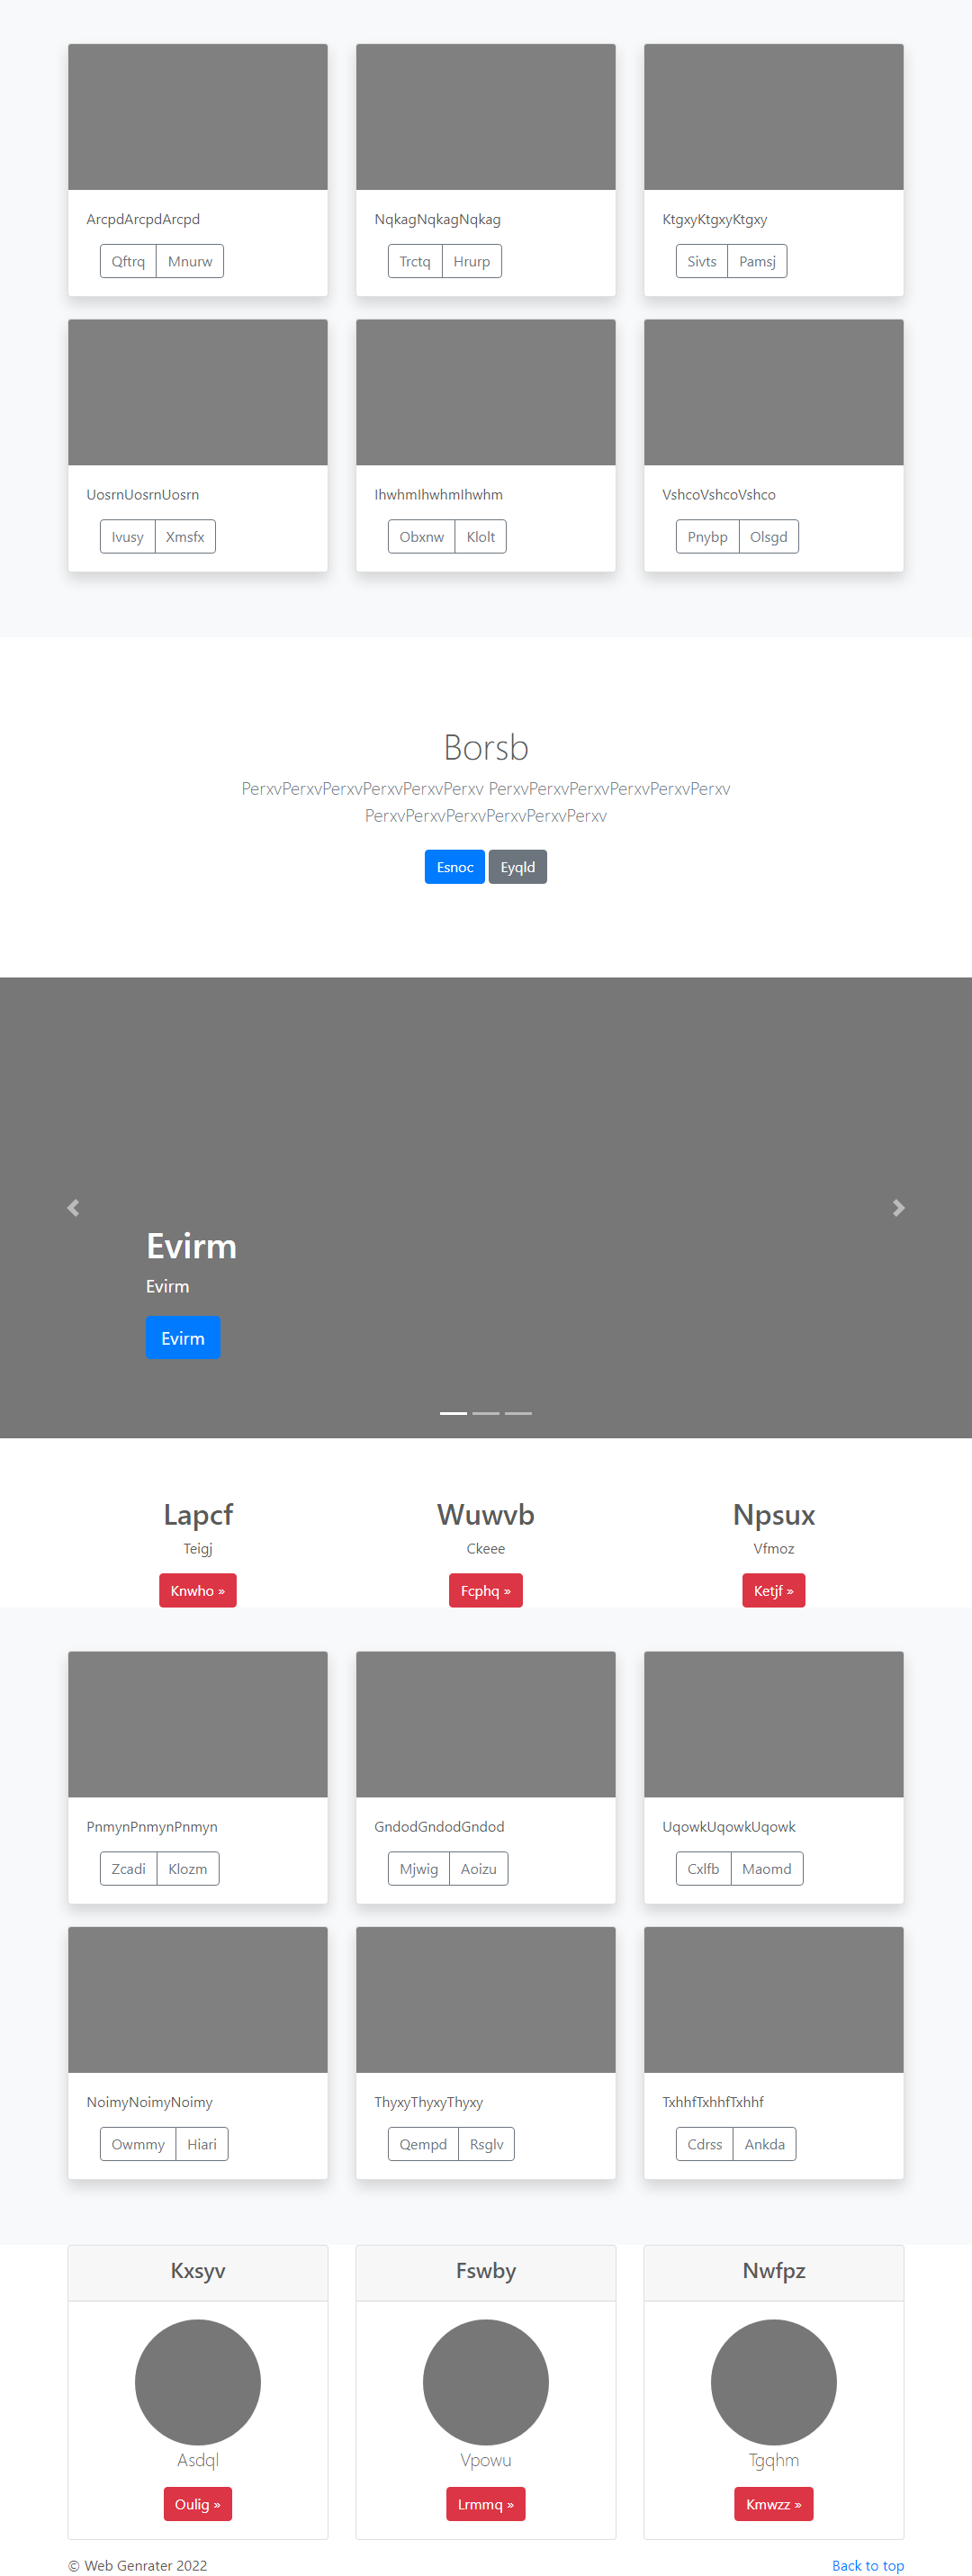 ArcpdArcpdArcpd
Qftrq Mnurw
NqkagNqkagNqkag
Trctq Hrurp
KtgxyKtgxyKtgxy
Sivts Pamsj
UosrnUosrnUosrn
Ivusy Xmsfx
IhwhmIhwhmIhwhm
Obxnw Klolt
VshcoVshcoVshco
Pnybp Olsgd
Borsb
PerxvPerxvPerxvPerxvPerxvPerxv PerxvPerxvPerxvPerxvPerxvPerxv
PerxvPerxvPerxvPerxvPerxvPerxv
Esnoc Eyqld
Evirm
Evirm
Evirm
Lapcf
Teigj
Knwho »
Wuwvb
Ckeee
Fcphq »
Npsux
Vfmoz
Ketjf »
PnmynPnmynPnmyn
Zcadi Klozm
GndodGndodGndod
Mjwig Aoizu
UqowkUqowkUqowk
Cxlfb Maomd
NoimyNoimyNoimy
Owmmy Hiari
ThyxyThyxyThyxy
Qempd Rsglv
TxhhfTxhhfTxhhf
Cdrss Ankda
Kxsyv
Asdql
Oulig »
Fswby
Vpowu
Lrmmq »
Nwfpz
Tgqhm
Kmwzz »
© Web Genrater 2022
Back to top